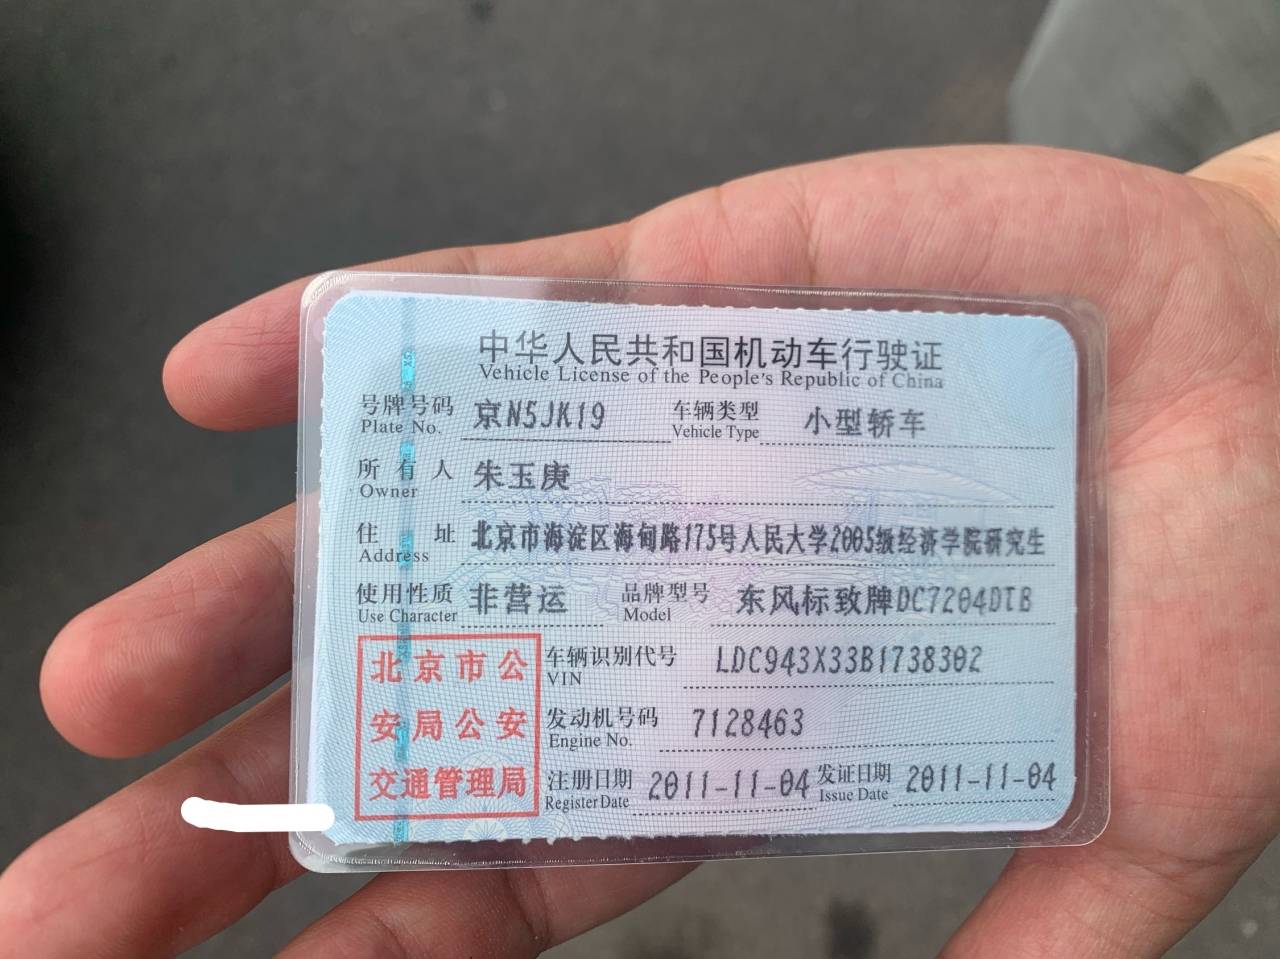 中华人民共和国机动车行驶证
Vehicle License of the People's Republic of China
号牌号码 京N5JK19 车辆类型 小型轿车
Plate No. Vehicle Type
所有人 朱玉庚
Owner
住址 北京市海淀区海甸路175号人民大学2005级经济学院研究生
Address
使用性质 非营运 品牌型号 东风标致牌DC7204DTB
Use Character Model
北京市公
安局公安
交通管理局
车辆识别代号 LDC943X33B1738302
VIN
发动机号码 7128463
Engine No.
注册日期 2011-11-04 发证日期 2011-11-04
Register Date Issue Date